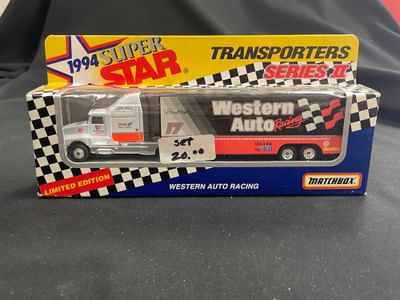 1994 SUPER STAR
TRANSPORTERS
SERIES II
Western
Auto
Racing
17
SET
20.00
LIMITED EDITION
WESTERN AUTO RACING
MATCHBOX